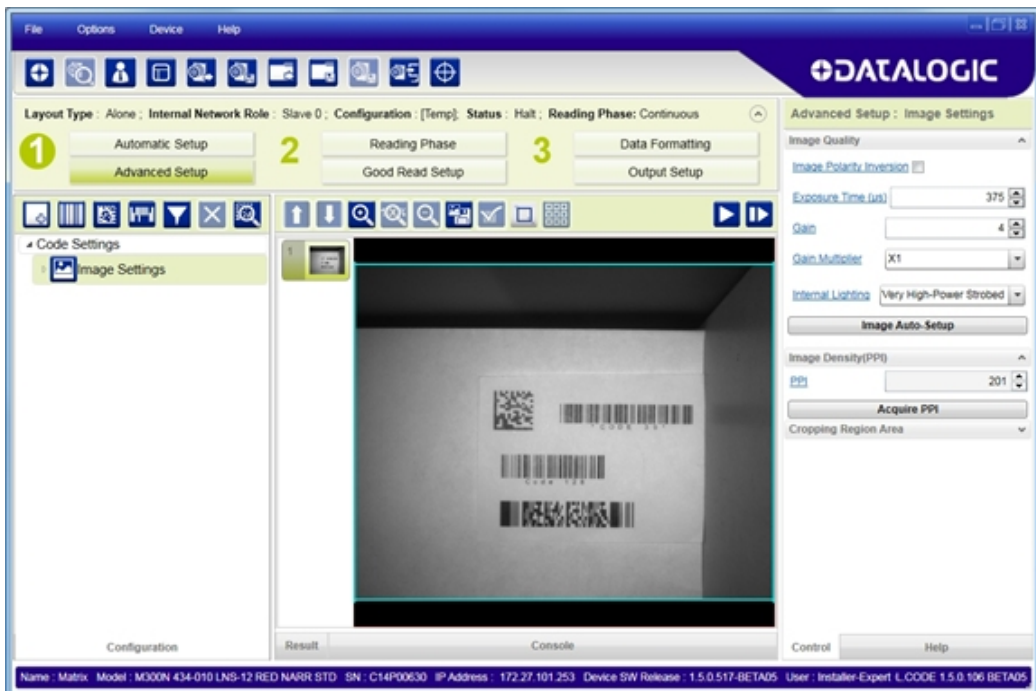 File Options Device Help
DATALOGIC
Layout Type : Alone ; Internal Network Role : Slave 0 ; Configuration : [Temp]; Status : Halt ; Reading Phase: Continuous
1 Automatic Setup 2 Reading Phase 3 Data Formatting
Advanced Setup Good Read Setup Output Setup
Code Settings
Image Settings
1
*CODE 39*
Code 128
Configuration
Result Console
Advanced Setup : Image Settings
Image Quality
Image Polarity Inversion
Exposure Time (µs) 375
Gain 4
Gain Multiplier X1
Internal Lighting Very High-Power Strobed
Image Auto-Setup
Image Density(PPI)
PPI 201
Acquire PPI
Cropping Region Area
Control Help
Name : Matrix Model : M300N 434-010 LNS-12 RED NARR STD SN : C14P00630 IP Address : 172.27.101.253 Device SW Release : 1.5.0.517-BETA05 User : Installer-Expert L.CODE 1.5.0.106 BETA05